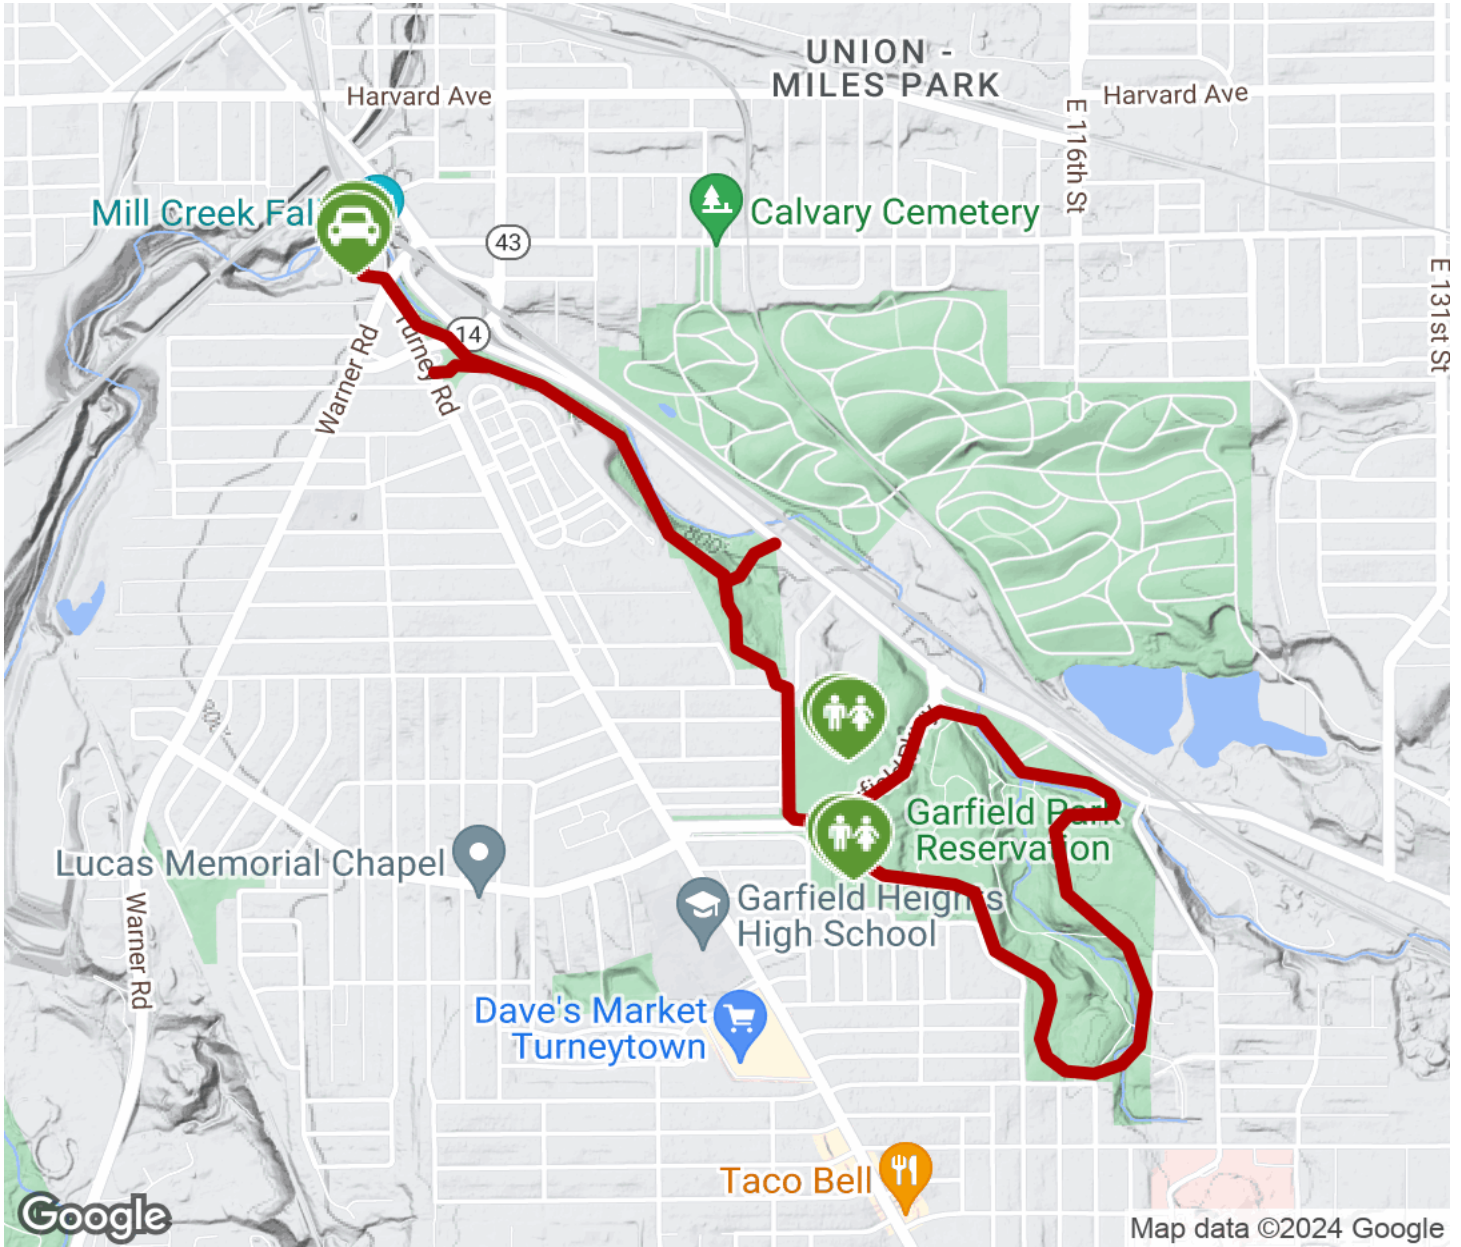 UNION -
MILES PARK
Harvard Ave
Harvard Ave
E 116th St
Mill Creek Fal
Calvary Cemetery
43
E 131st St
14
Warner Rd
Turney Rd
800
Garfield Park
Reservation
Lucas Memorial Chapel
Garfield Heights
High School
Warner Rd
Dave's Market
Turneytown
Taco Bell
Google
Map data ©2024 Google